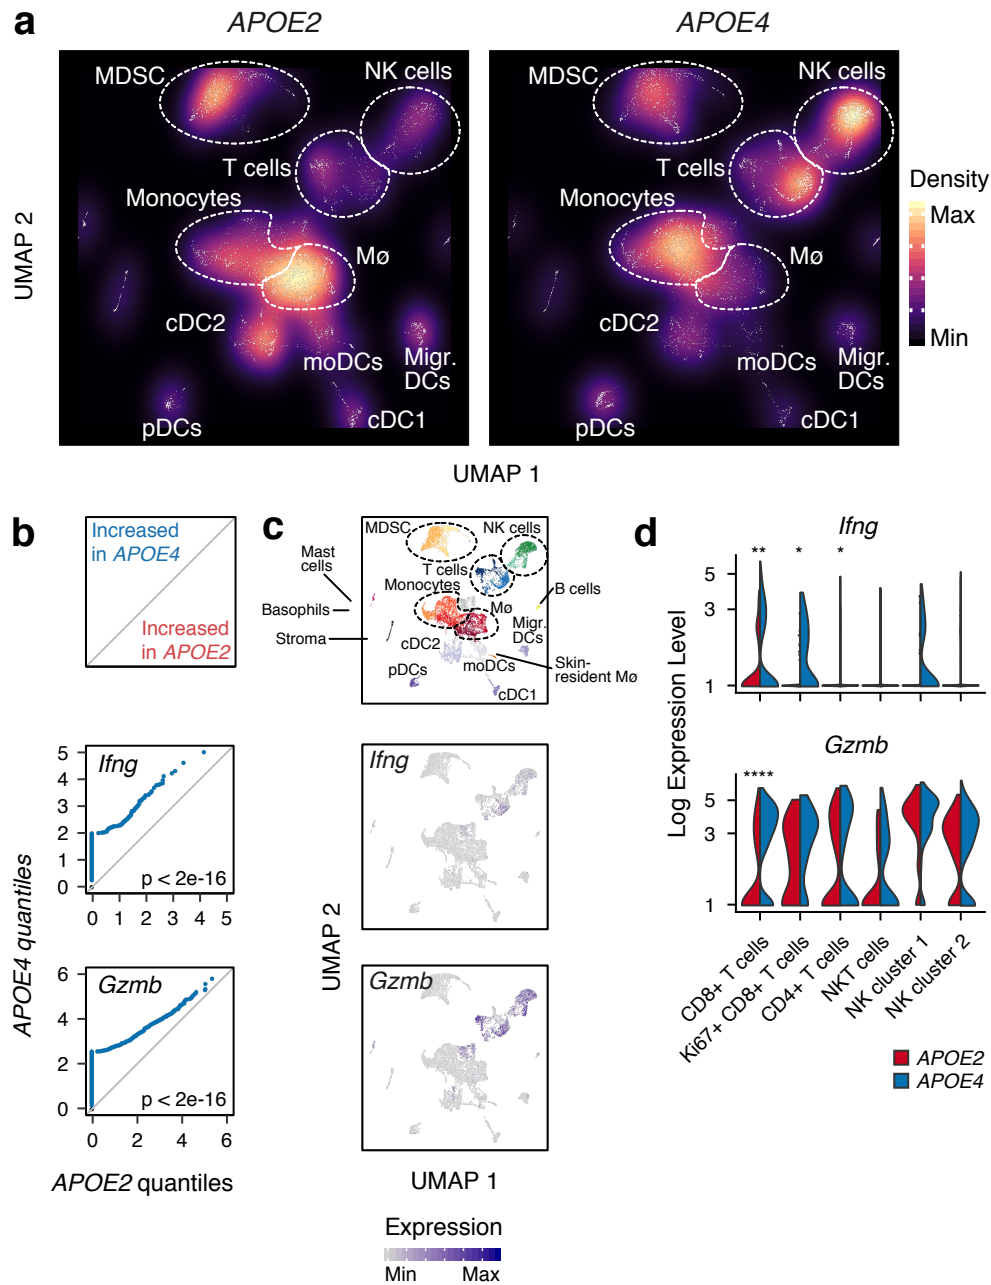 a
APOE2
APOE4
MDSC
NK cells
T cells
Monocytes
Mø
cDC2
moDCs
Migr.
DCs
pDCs
cDC1
MDSC
NK cells
T cells
Monocytes
Mø
cDC2
moDCs
Migr.
DCs
pDCs
cDC1
Density
Max
Min
UMAP 2
UMAP 1
b
Increased
in APOE4
Increased
in APOE2
Ifng
5
4
3
2
1
0
p < 2e-16
0 1 2 3 4 5
Gzmb
6
4
2
0
p < 2e-16
0 2 4 6
APOE4 quantiles
APOE2 quantiles
c
MDSC
NK cells
Mast
cells
T cells
Monocytes
B cells
Basophils
Mø
Migr.
DCs
Stroma
cDC2
moDCs
pDCs
Skin-
resident Mø
cDC1
Ifng
Gzmb
UMAP 2
UMAP 1
Expression
Min Max
d
Ifng
** * *
5
3
1
Gzmb
****
5
3
1
Log Expression Level
CD8+ T cells
Ki67+ CD8+ T cells
CD4+ T cells
NKT cells
NK cluster 1
NK cluster 2
APOE2
APOE4